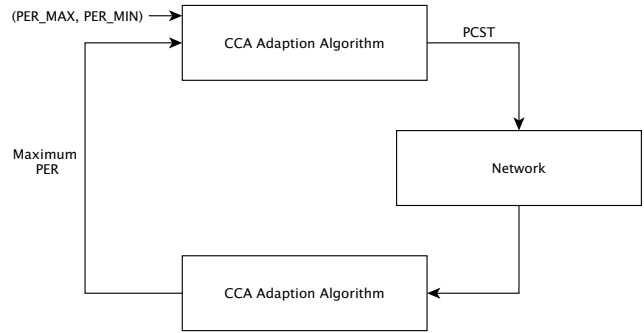 (PER_MAX, PER_MIN)
CCA Adaption Algorithm
PCST
Network
Maximum
PER
CCA Adaption Algorithm